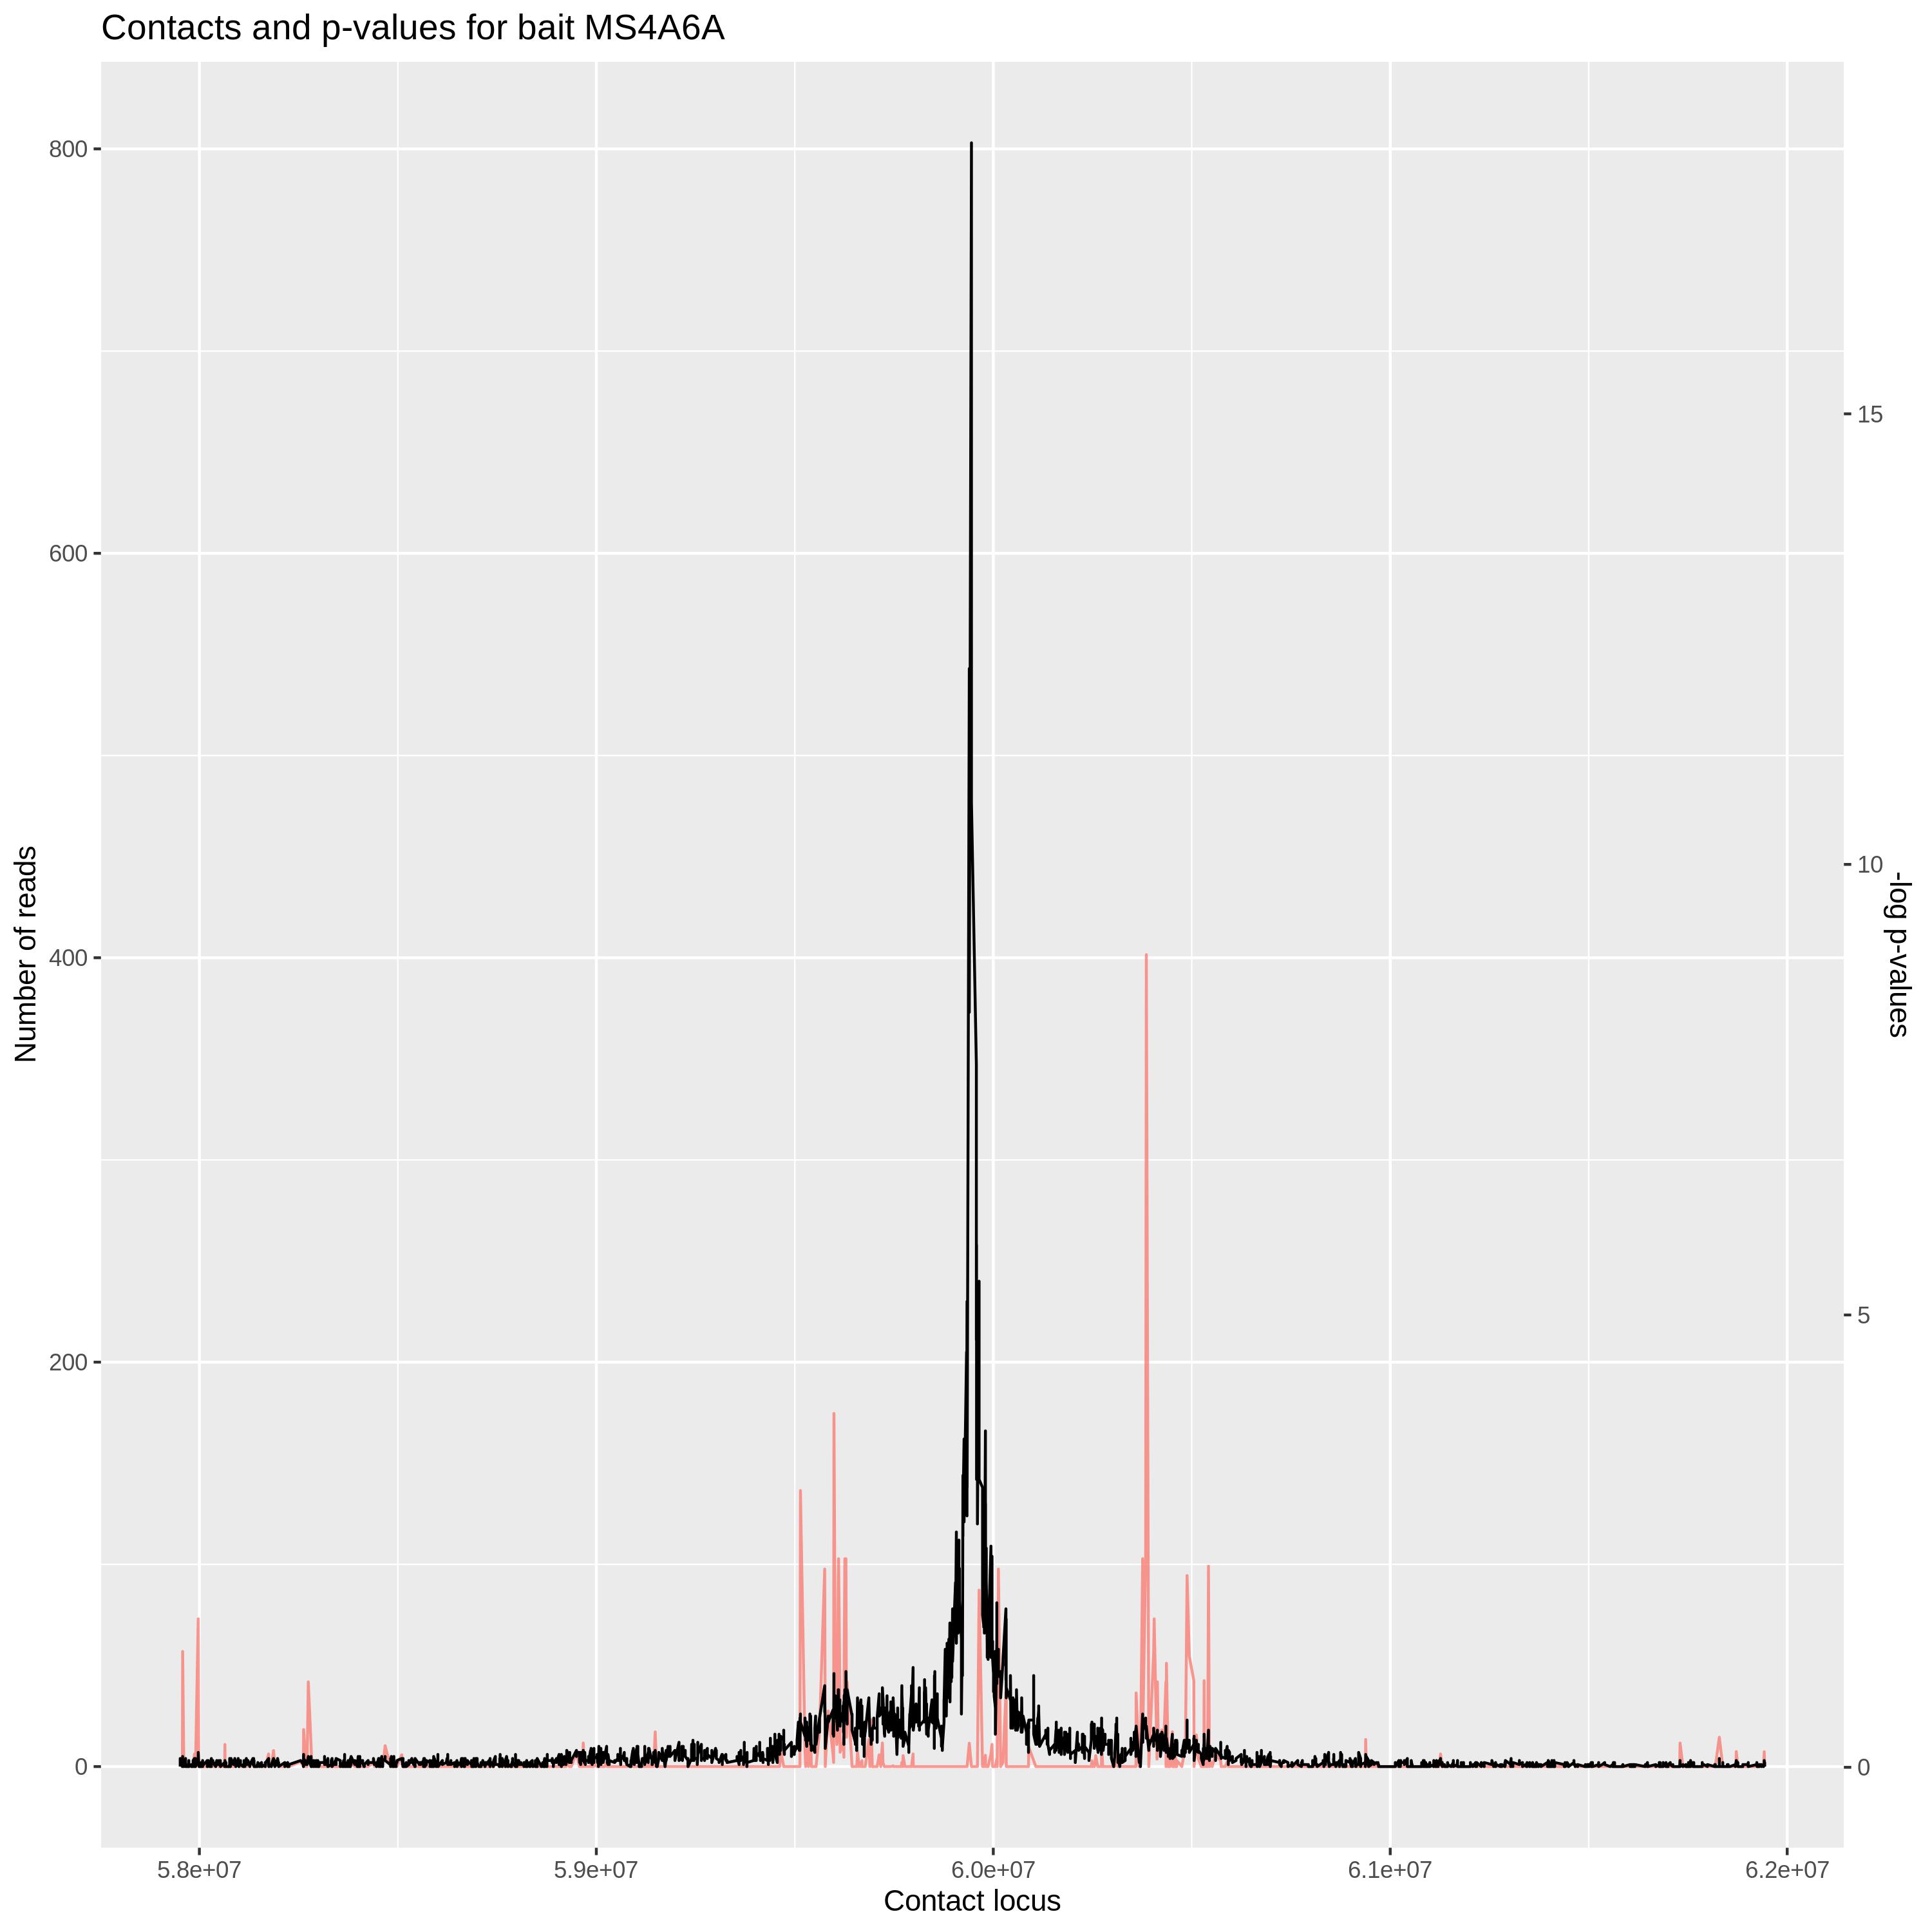 Contacts and p-values for bait MS4A6A
800
600
400
200
0
Number of reads
15
10
5
0
-log p-values
5.8e+07 5.9e+07 6.0e+07 6.1e+07 6.2e+07
Contact locus